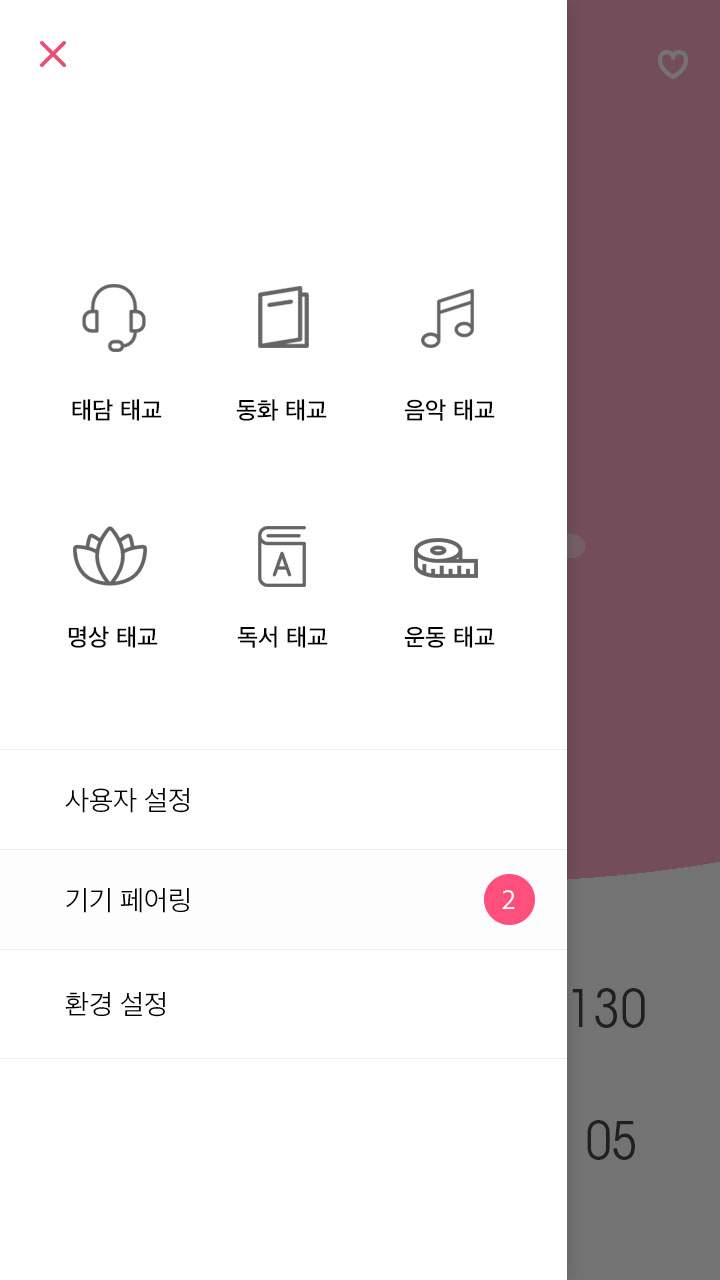 태담 태교
동화 태교
음악 태교
명상 태교
독서 태교
운동 태교
사용자 설정
기기 페어링
2
환경 설정
130
05